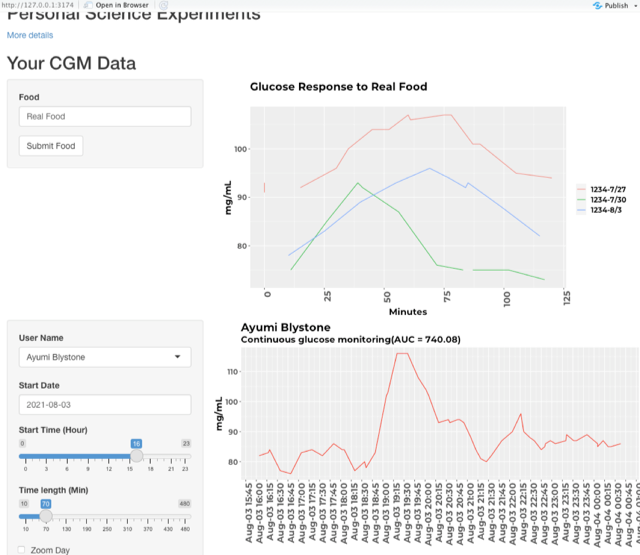 http://127.0.0.1:3174
Open in Browser
Publish
Personal Science Experiments
More details
Your CGM Data
Food
Real Food
Submit Food
Glucose Response to Real Food
mg/mL
100
90
80
0
25
50
75
100
125
Minutes
1234-7/27
1234-7/30
1234-8/3
User Name
Ayumi Blystone
Start Date
2021-08-03
Start Time (Hour)
0
16
23
0 3 6 9 12 15 18 21 23
Time length (Min)
10
70
480
10 70 130 190 250 310 370 430 480
Zoom Day
Ayumi Blystone
Continuous glucose monitoring(AUC = 740.08)
mg/mL
110
100
90
80
Aug-03 15:45
Aug-03 16:00
Aug-03 16:15
Aug-03 16:30
Aug-03 16:45
Aug-03 17:00
Aug-03 17:15
Aug-03 17:30
Aug-03 17:45
Aug-03 18:00
Aug-03 18:15
Aug-03 18:30
Aug-03 18:45
Aug-03 19:00
Aug-03 19:15
Aug-03 19:30
Aug-03 19:45
Aug-03 20:00
Aug-03 20:15
Aug-03 20:30
Aug-03 20:45
Aug-03 21:00
Aug-03 21:15
Aug-03 21:30
Aug-03 21:45
Aug-03 22:00
Aug-03 22:15
Aug-03 22:30
Aug-03 22:45
Aug-03 23:00
Aug-03 23:15
Aug-03 23:30
Aug-03 23:45
Aug-04 00:00
Aug-04 00:15
Aug-04 00:30
Aug-04 00:45